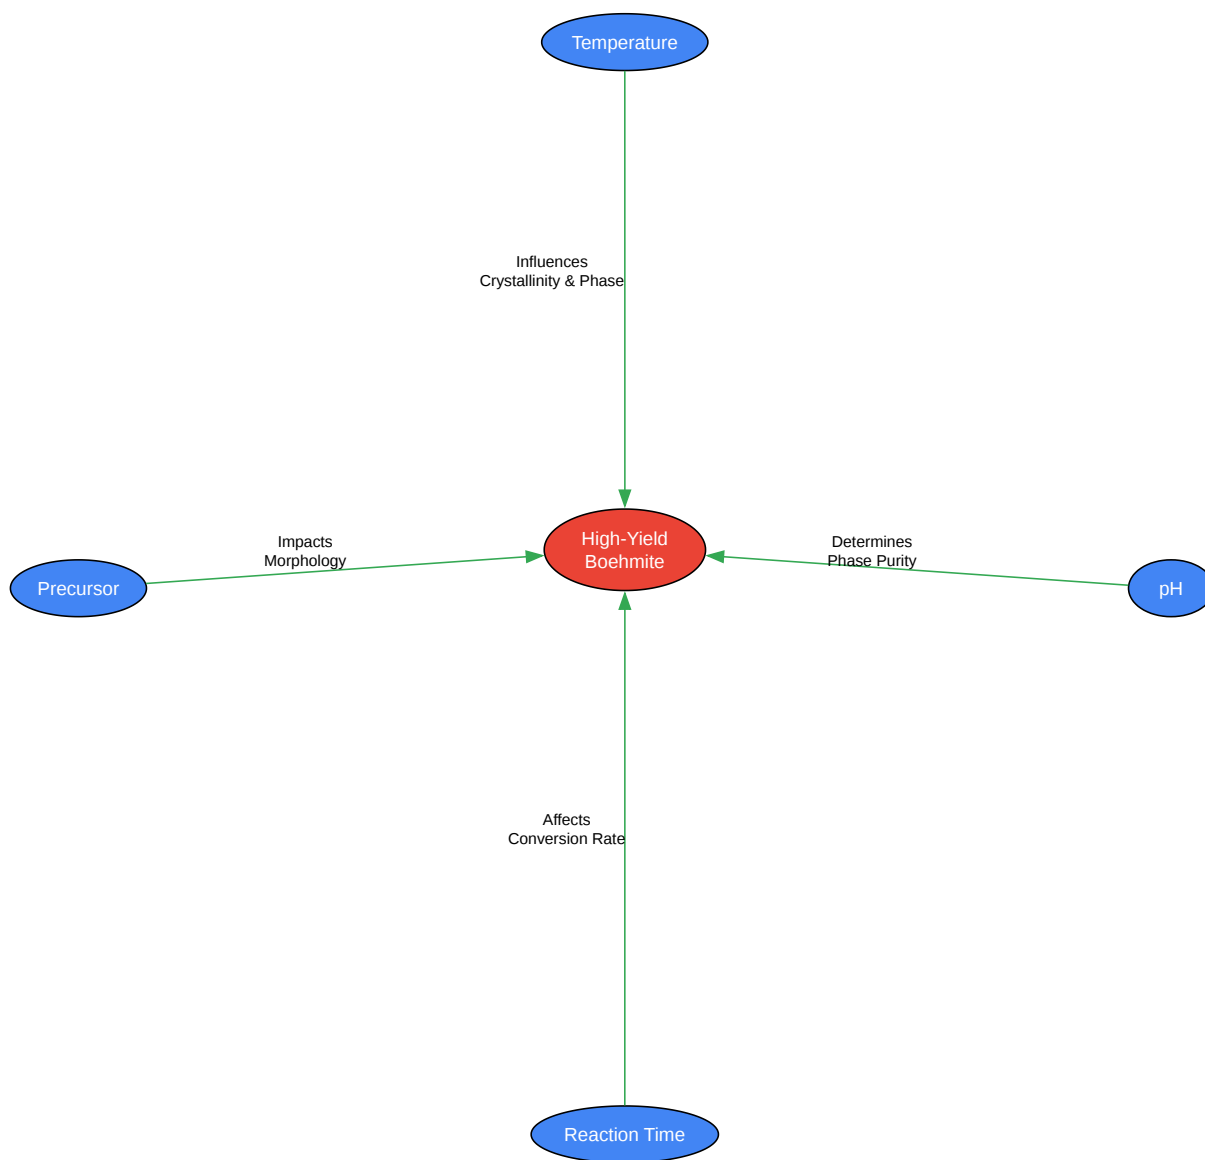 Temperature
Influences
Crystallinity & Phase
High-Yield
Boehmite
Impacts
Morphology
Determines
Phase Purity
Precursor
pH
Affects
Conversion Rate
Reaction Time